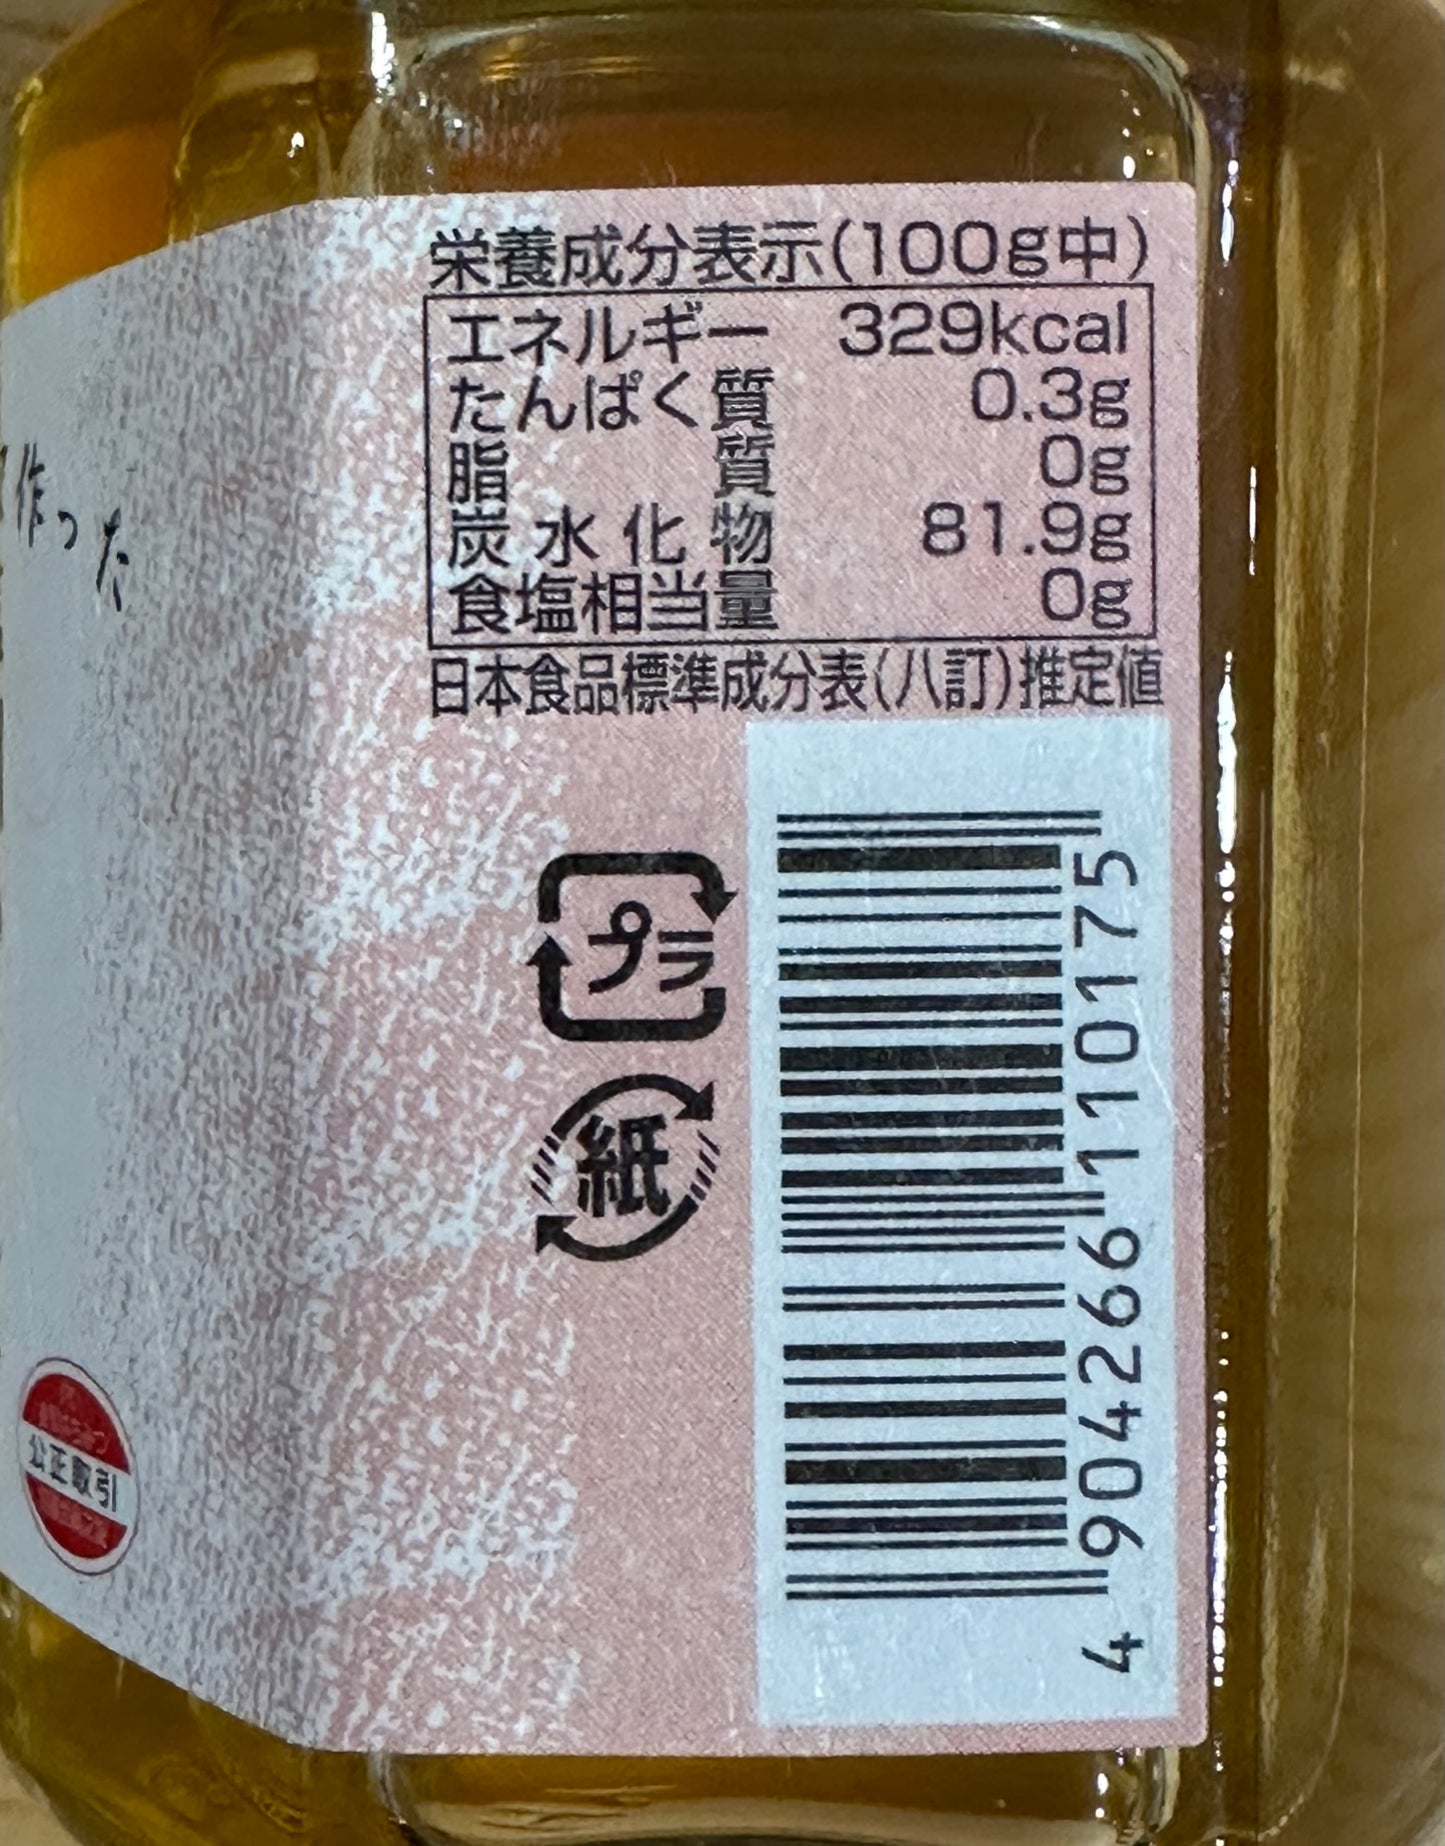 栄養成分表示(100g中)
エネルギー 329kcal
たんぱく質 0.3g
脂質 0g
炭水化物 81.9g
食塩相当量 0g
日本食品標準成分表(八訂)推定値
作った
プラ
紙
4904266110175
公正取引